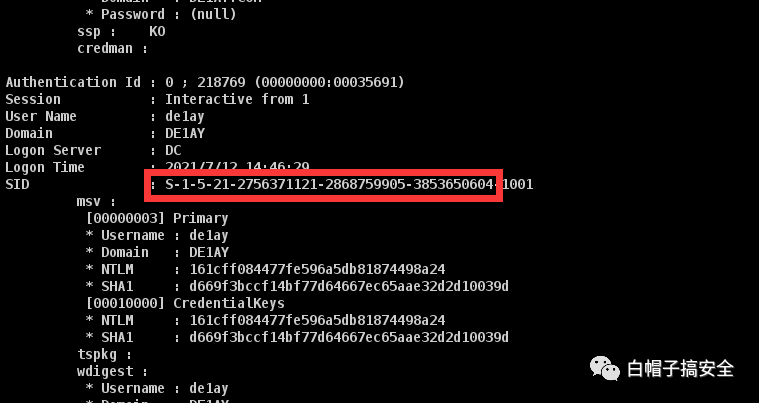 * Password : (null)
ssp : KO
credman :
Authentication Id : 0 ; 218769 (00000000:00035691)
Session : Interactive from 1
User Name : de1ay
Domain : DE1AY
Logon Server : DC
Logon Time : 2021/7/12 14:46:29
SID : S-1-5-21-2756371121-2868759905-3853650604-1001
msv :
[00000003] Primary
* Username : de1ay
* Domain : DE1AY
* NTLM : 161cff084477fe596a5db81874498a24
* SHA1 : d669f3bccf14bf77d64667ec65aae32d2d10039d
[00010000] CredentialKeys
* NTLM : 161cff084477fe596a5db81874498a24
* SHA1 : d669f3bccf14bf77d64667ec65aae32d2d10039d
tspkg :
wdigest :
* Username : de1ay
* Domain : DE1AY
白帽子搞安全